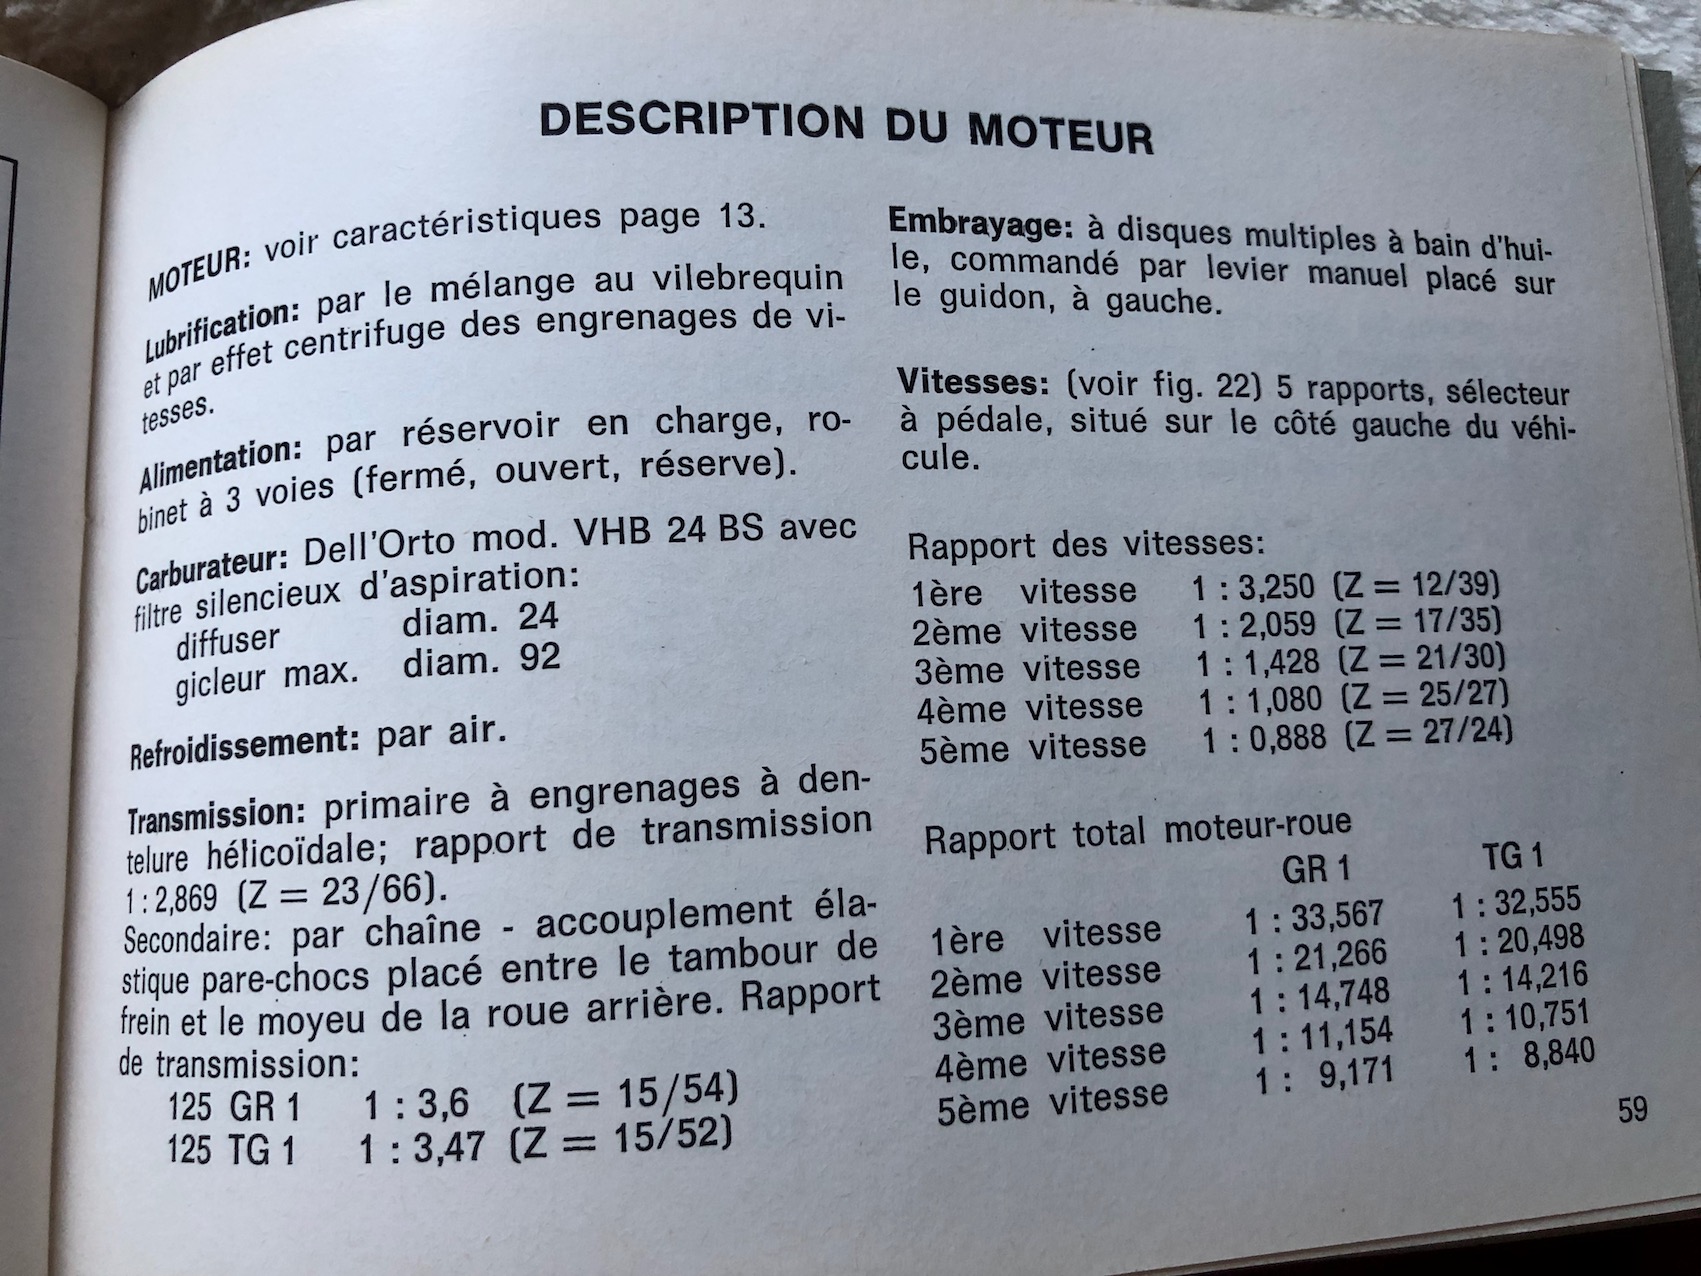 DESCRIPTION DU MOTEUR
MOTEUR: voir caractéristiques page 13.
Lubrification: par le mélange au vilebrequin
et par effet centrifuge des engrenages de vi-
tesses.
Alimentation: par réservoir en charge, ro-
binet à 3 voies (fermé, ouvert, réserve).
Carburateur: Dell'Orto mod. VHB 24 BS avec
filtre silencieux d'aspiration:
diffuser diam. 24
gicleur max. diam. 92
Refroidissement: par air.
Transmission: primaire à engrenages à den-
telure hélicoïdale; rapport de transmission
1 : 2,869 (Z = 23/66).
Secondaire: par chaîne - accouplement éla-
stique pare-chocs placé entre le tambour de
frein et le moyeu de la roue arrière. Rapport
de transmission:
125 GR 1 1 : 3,6 (Z = 15/54)
125 TG 1 1 : 3,47 (Z = 15/52)
Embrayage: à disques multiples à bain d'hui-
le, commandé par levier manuel placé sur
le guidon, à gauche.
Vitesses: (voir fig. 22) 5 rapports, sélecteur
à pédale, situé sur le côté gauche du véhi-
cule.
Rapport des vitesses:
1ère vitesse 1 : 3,250 (Z = 12/39)
2ème vitesse 1 : 2,059 (Z = 17/35)
3ème vitesse 1 : 1,428 (Z = 21/30)
4ème vitesse 1 : 1,080 (Z = 25/27)
5ème vitesse 1 : 0,888 (Z = 27/24)
Rapport total moteur-roue
GR 1 TG 1
1ère vitesse 1 : 33,567 1 : 32,555
2ème vitesse 1 : 21,266 1 : 20,498
3ème vitesse 1 : 14,748 1 : 14,216
4ème vitesse 1 : 11,154 1 : 10,751
5ème vitesse 1 : 9,171 1 : 8,840
59